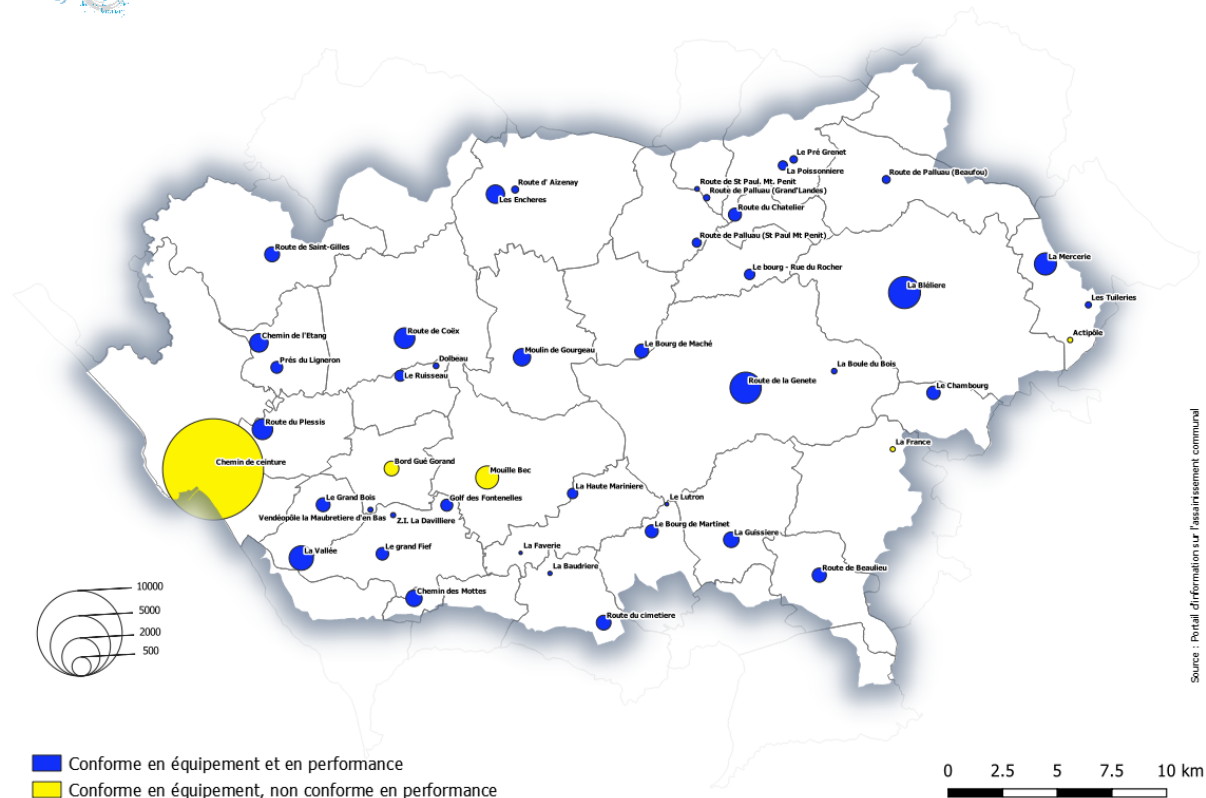 Le Pré Grenet
La Poissonniere
Route de Palluau (Beaufou)
Route de St Paul. Mt. Penit
Route d' Aizenay
Route de Palluau (Grand'Landes)
Les Encheres
Route du Chatelier
Route de Palluau (St Paul Mt Penit)
Route de Saint-Gilles
La Mercerie
Le bourg - Rue du Rocher
La Bléliere
Les Tuileries
Route de Coëx
Actipôle
Chemin de l'Etang
Le Bourg de Maché
Moulin de Gourgeau
Dolbeau
Prés du Ligneron
La Boule du Bois
Le Ruisseau
Route de la Genete
Le Chambourg
Route du Plessis
La France
Chemin de ceinture
Bord Gué Gorand
Mouille Bec
La Haute Mariniere
Le Grand Bois
Golf des Fontenelles
Le Lutron
Vendéopôle la Maubretiere d'en Bas
Z.I. La Davilliere
Le Bourg de Martinet
La Guissiere
La Vallée
Le grand Fief
La Faverie
La Baudriere
Route de Beaulieu
Chemin des Mottes
Route du cimetiere
10000
5000
2000
500
Source : Portail d'information sur l'assainissement communal
Conforme en équipement et en performance
Conforme en équipement, non conforme en performance
0 2.5 5 7.5 10 km